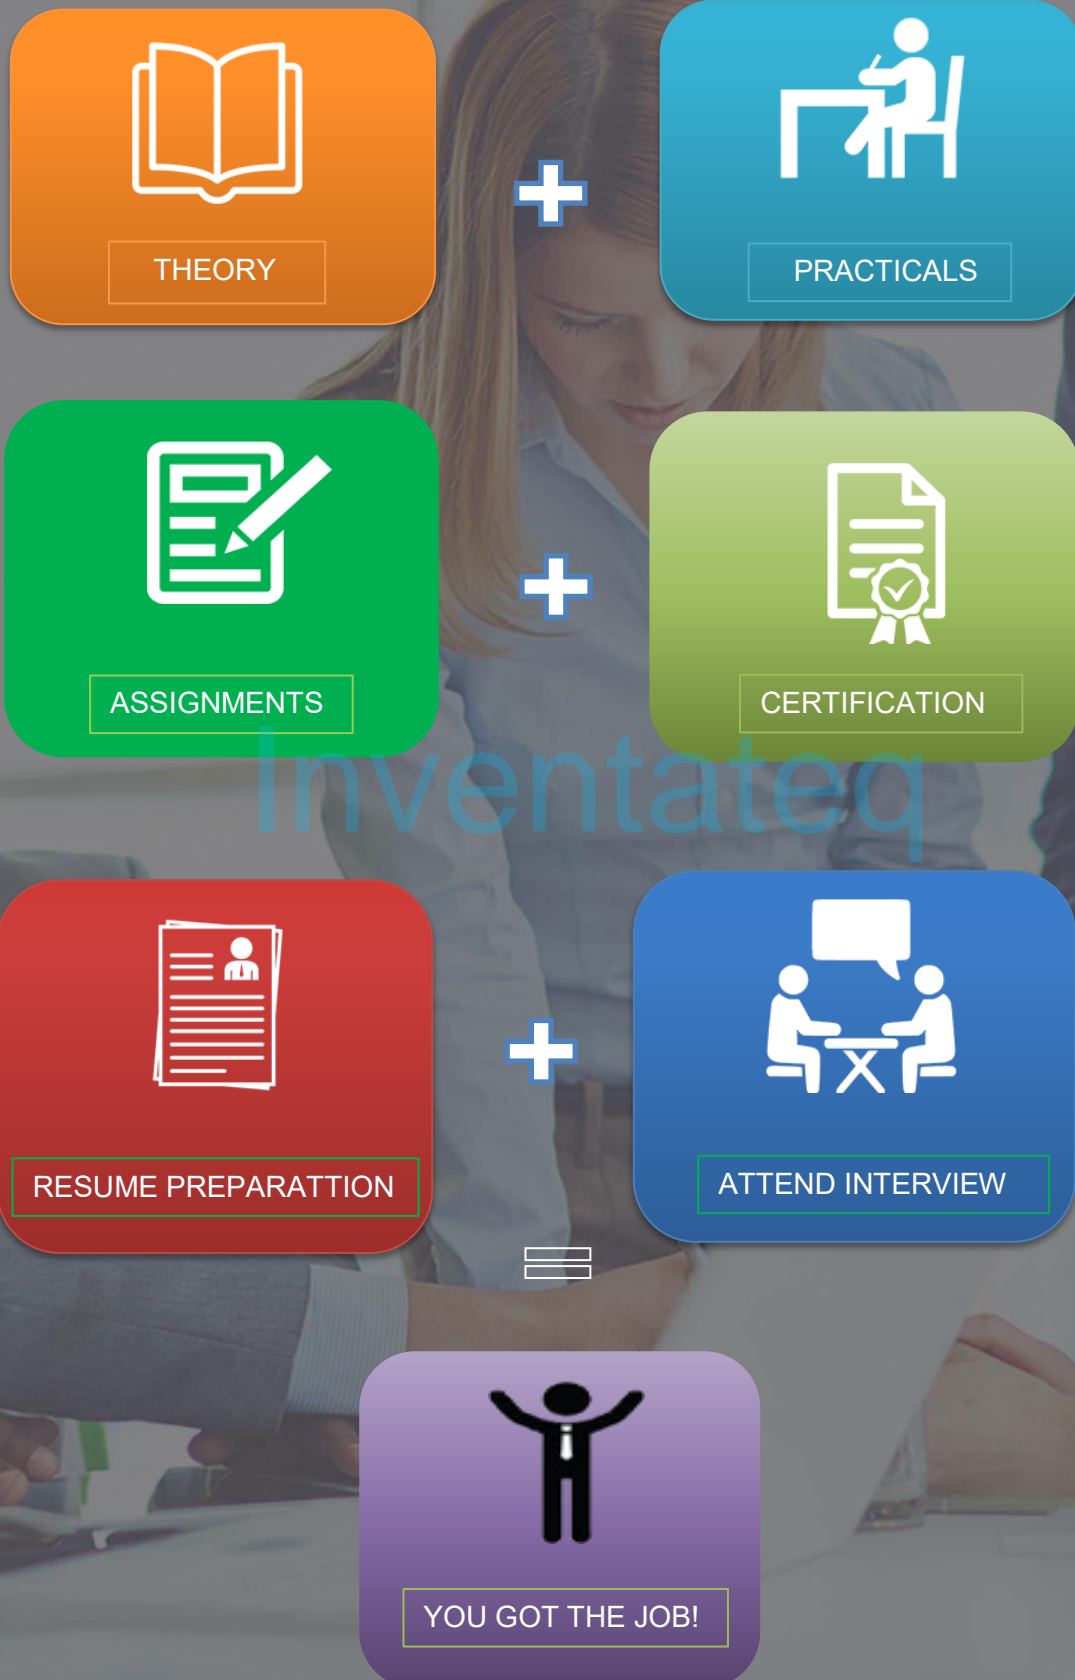 THEORY
PRACTICALS
ASSIGNMENTS
CERTIFICATION
Inventateq
RESUME PREPARATTION
ATTEND INTERVIEW
YOU GOT THE JOB!